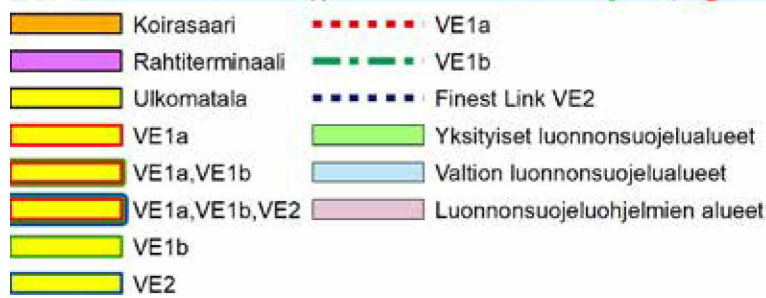 Koirasaari
Rahtiterminaali
Ulkomatala
VE1a
VE1a,VE1b
VE1a,VE1b,VE2
VE1b
VE2
VE1a
VE1b
Finest Link VE2
Yksityiset luonnonsuojelualueet
Valtion luonnonsuojelualueet
Luonnonsuojeluohjelmien alueet